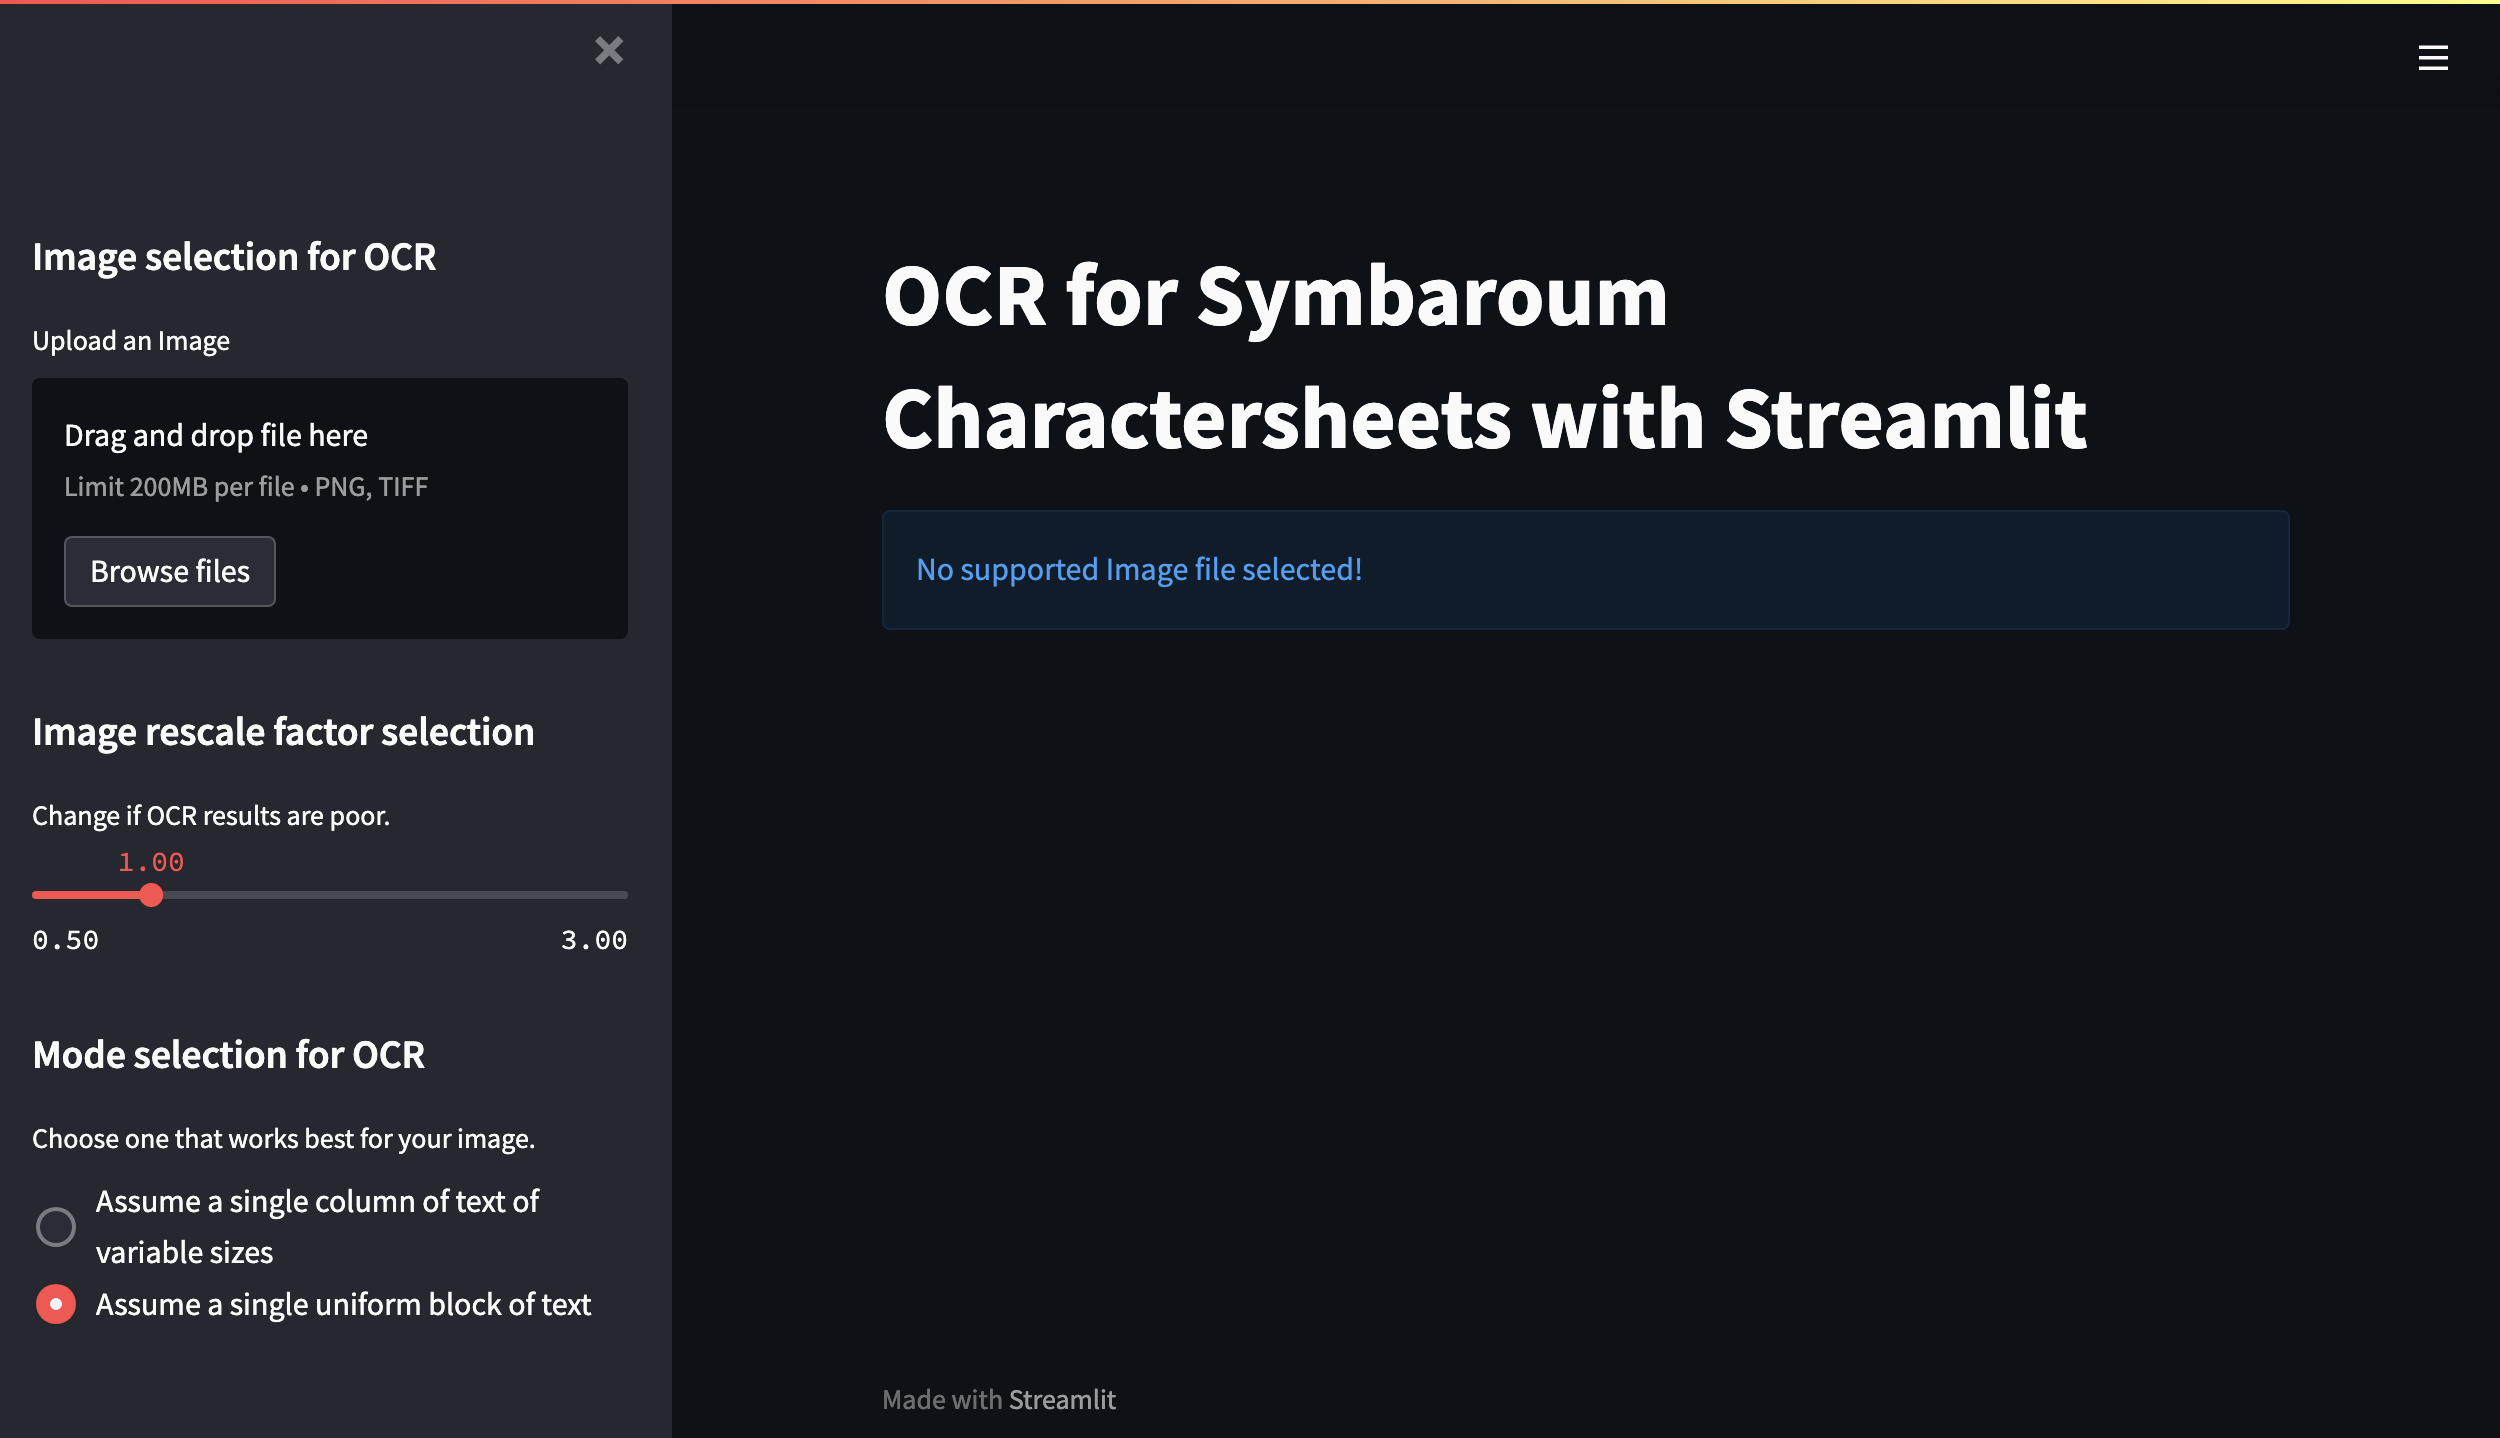 Image selection for OCR
Upload an Image
Drag and drop file here
Limit 200MB per file • PNG, TIFF
Browse files
Image rescale factor selection
Change if OCR results are poor.
1.00
0.50
3.00
Mode selection for OCR
Choose one that works best for your image.
Assume a single column of text of
variable sizes
Assume a single uniform block of text
OCR for Symbaroum
Charactersheets with Streamlit
No supported Image file selected!
Made with Streamlit